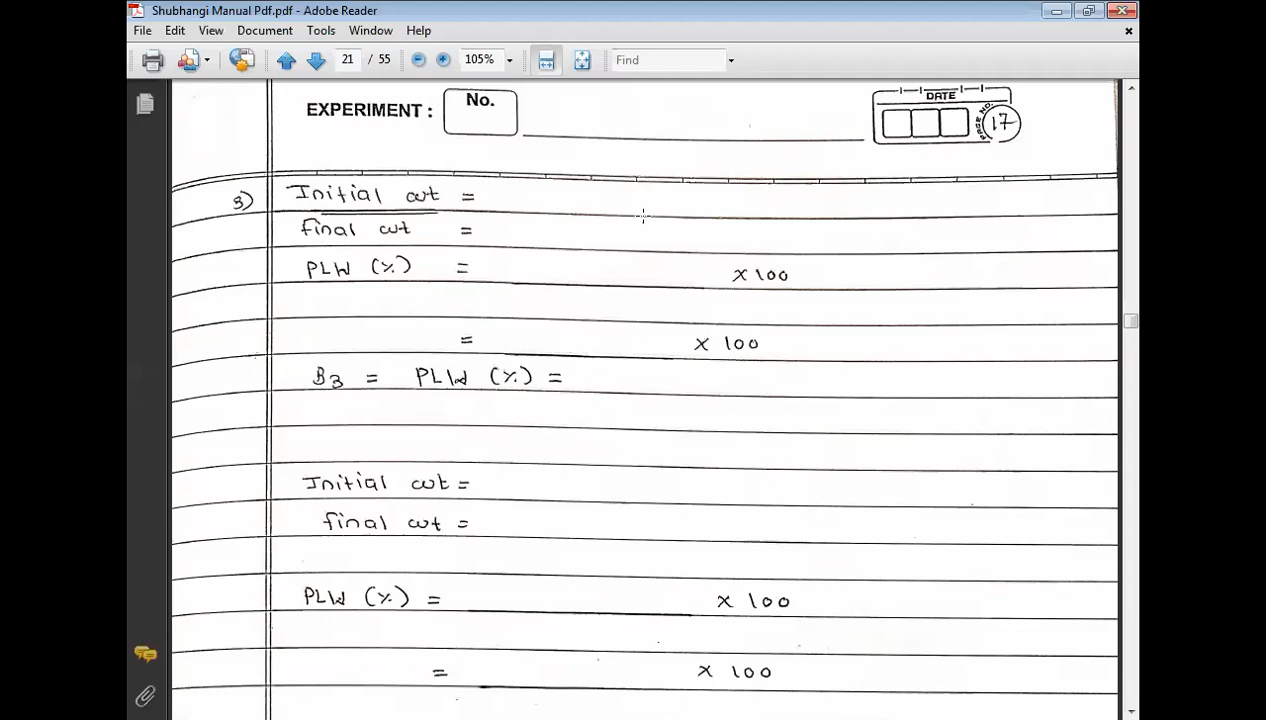 Shubhangi Manual Pdf.pdf - Adobe Reader
File Edit View Document Tools Window Help
21 / 55 105% Find
EXPERIMENT : No.
DATE
PAGE NO. 17
3) Initial wt =
final wt =
PLW (%) = x 100
= x 100
B3 = PLW (%) =
Initial wt =
final wt =
PLW (%) = x 100
= x 100